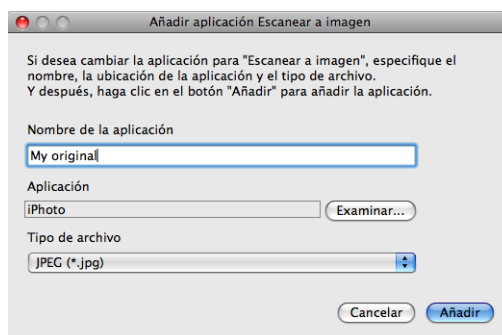 Añadir aplicación Escanear a imagen
Si desea cambiar la aplicación para "Escanear a imagen", especifique el
nombre, la ubicación de la aplicación y el tipo de archivo.
Y después, haga clic en el botón "Añadir" para añadir la aplicación.
Nombre de la aplicación
My original
Aplicación
iPhoto
Examinar...
Tipo de archivo
JPEG (*.jpg)
Cancelar
Añadir